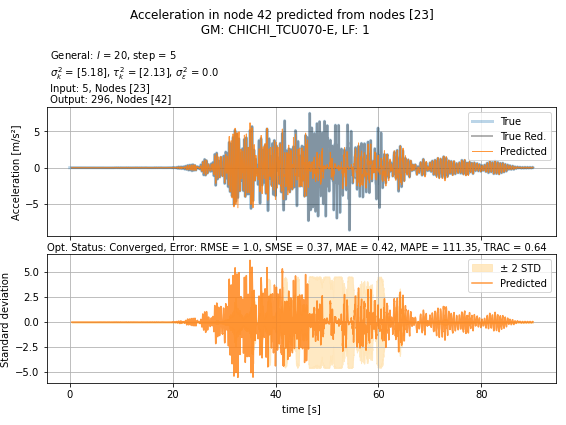 Acceleration in node 42 predicted from nodes [23]
GM: CHICHI_TCU070-E, LF: 1
General: l = 20, step = 5
σ²ₖ = [5.18], τ²ₖ = [2.13], σ²ε = 0.0
Input: 5, Nodes [23]
Output: 296, Nodes [42]
Acceleration [m/s²]
5
0
−5
True
True Red.
Predicted
Opt. Status: Converged, Error: RMSE = 1.0, SMSE = 0.37, MAE = 0.42, MAPE = 111.35, TRAC = 0.64
Standard deviation
5.0
2.5
0.0
−2.5
−5.0
± 2 STD
Predicted
0 20 40 60 80
time [s]